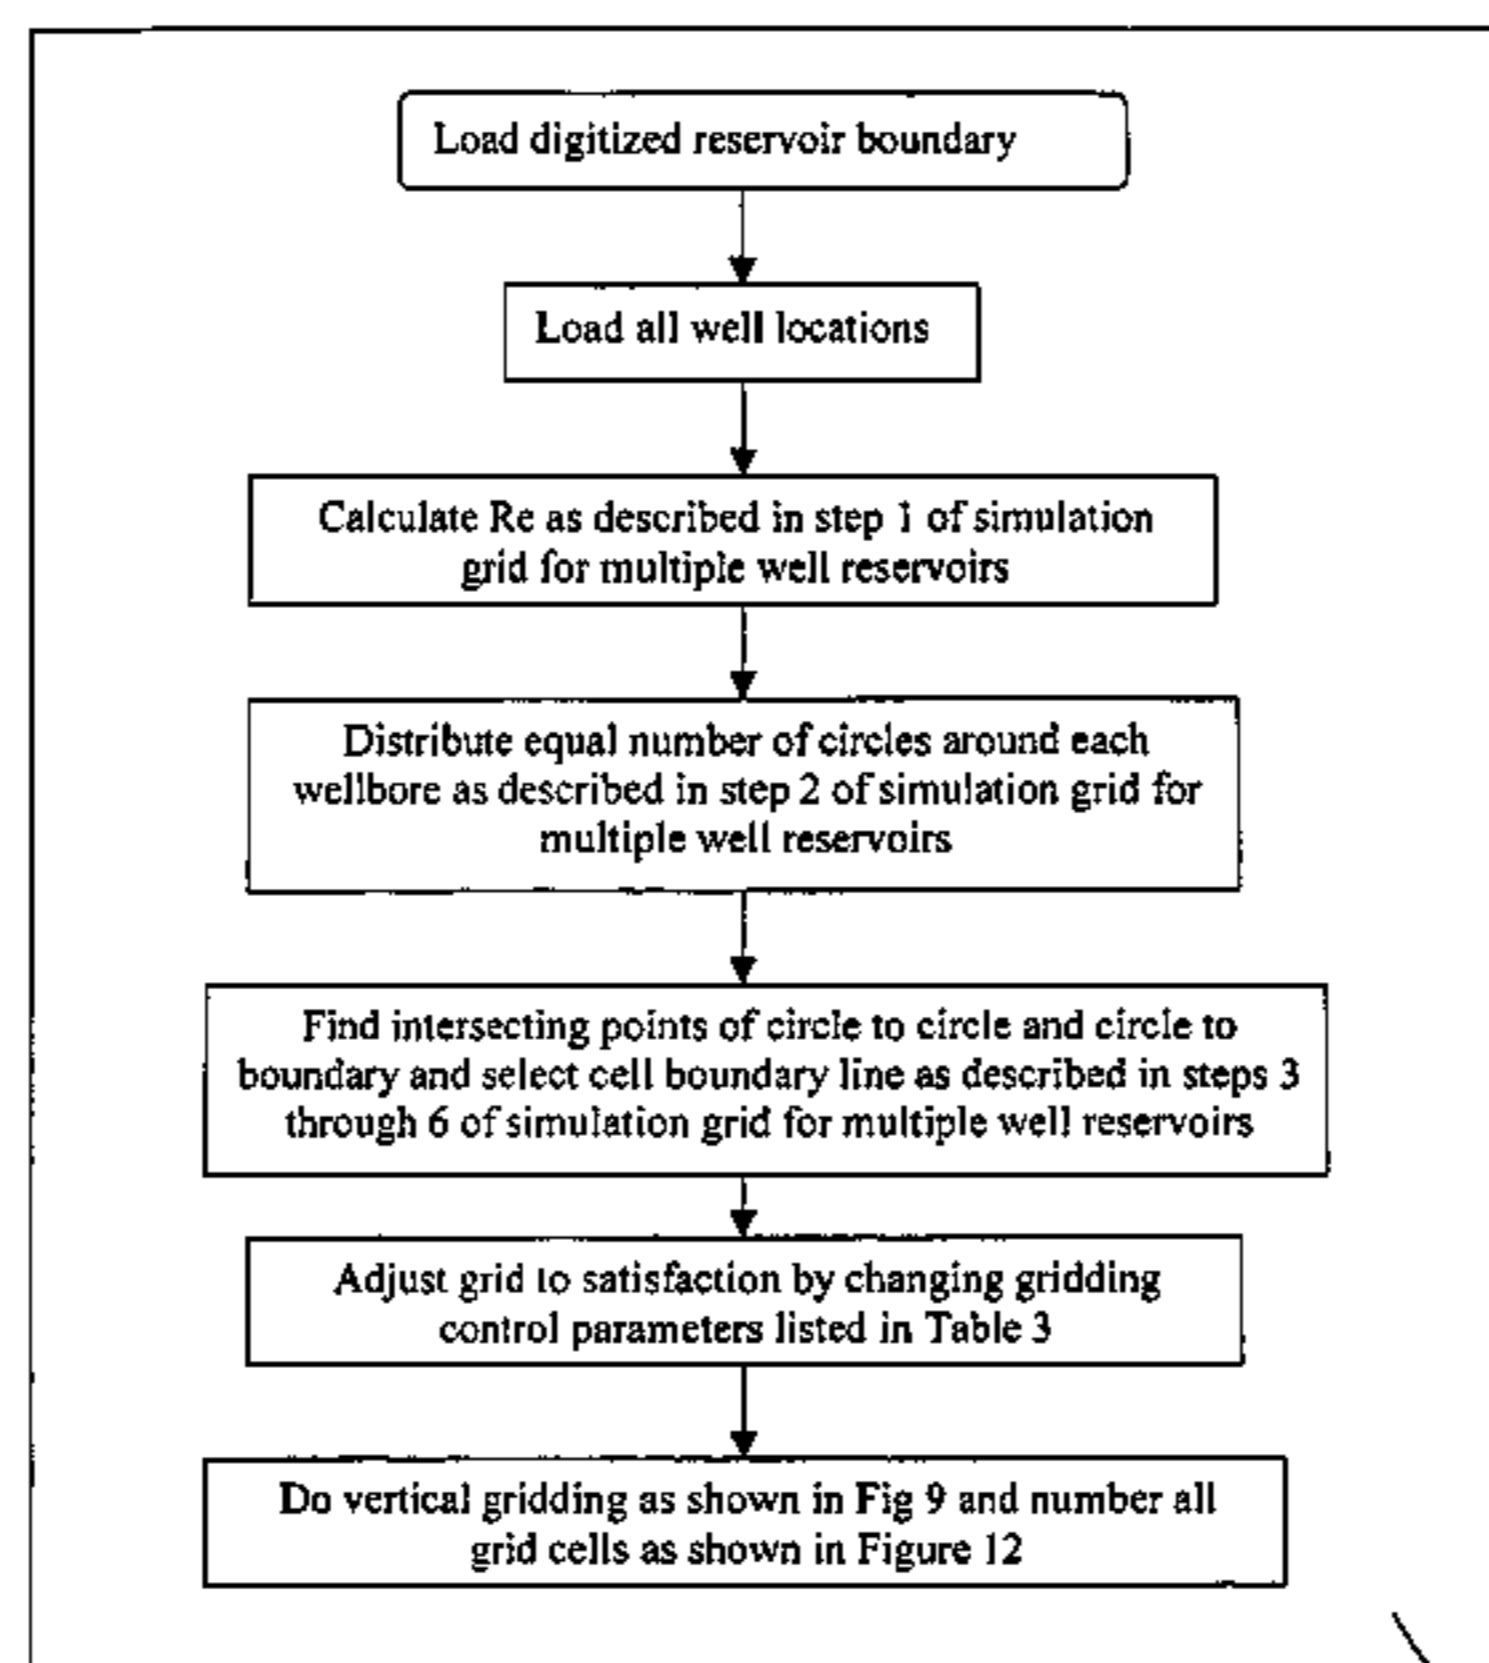 Load digitized reservoir boundary
Load all well locations
Calculate Re as described in step 1 of simulation
grid for multiple well reservoirs
Distribute equal number of circles around each
wellbore as described in step 2 of simulation grid for
multiple well reservoirs
Find intersecting points of circle to circle and circle to
boundary and select cell boundary line as described in steps 3
through 6 of simulation grid for multiple well reservoirs
Adjust grid to satisfaction by changing gridding
control parameters listed in Table 3
Do vertical gridding as shown in Fig 9 and number all
grid cells as shown in Figure 12